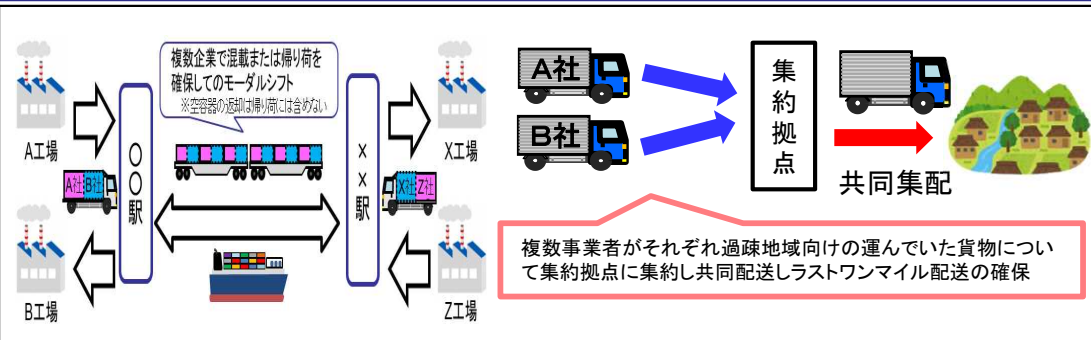 複数企業で混載または帰り荷を
確保してのモーダルシフト
※空容器の返却は帰り荷には含めない
A工場
B工場
A社
B社
○○駅
××駅
X社
Z社
X工場
Z工場
A社
B社
集約拠点
共同集配
複数事業者がそれぞれ過疎地域向けの運んでいた貨物につい
て集約拠点に集約し共同配送しラストワンマイル配送の確保